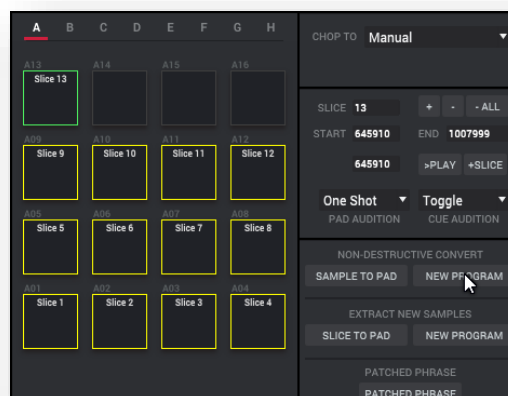 A B C D E F G H
A13 A14 A15 A16
Slice 13
A09 A10 A11 A12
Slice 9 Slice 10 Slice 11 Slice 12
A05 A06 A07 A08
Slice 5 Slice 6 Slice 7 Slice 8
A01 A02 A03 A04
Slice 1 Slice 2 Slice 3 Slice 4
CHOP TO Manual
SLICE 13 + - - ALL
START 645910 END 1007999
645910 >PLAY +SLICE
One Shot Toggle
PAD AUDITION CUE AUDITION
NON-DESTRUCTIVE CONVERT
SAMPLE TO PAD NEW PROGRAM
EXTRACT NEW SAMPLES
SLICE TO PAD NEW PROGRAM
PATCHED PHRASE
PATCHED PHRASE